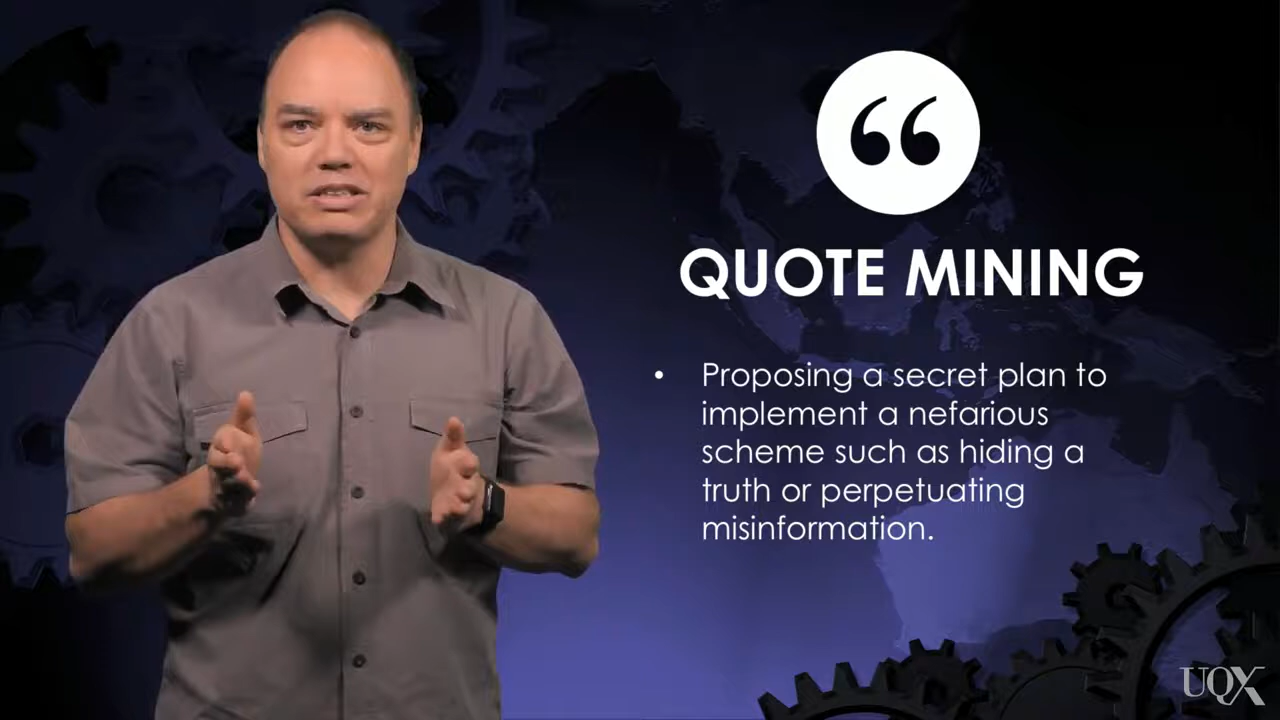 “
QUOTE MINING
• Proposing a secret plan to
implement a nefarious
scheme such as hiding a
truth or perpetuating
misinformation.
UQX